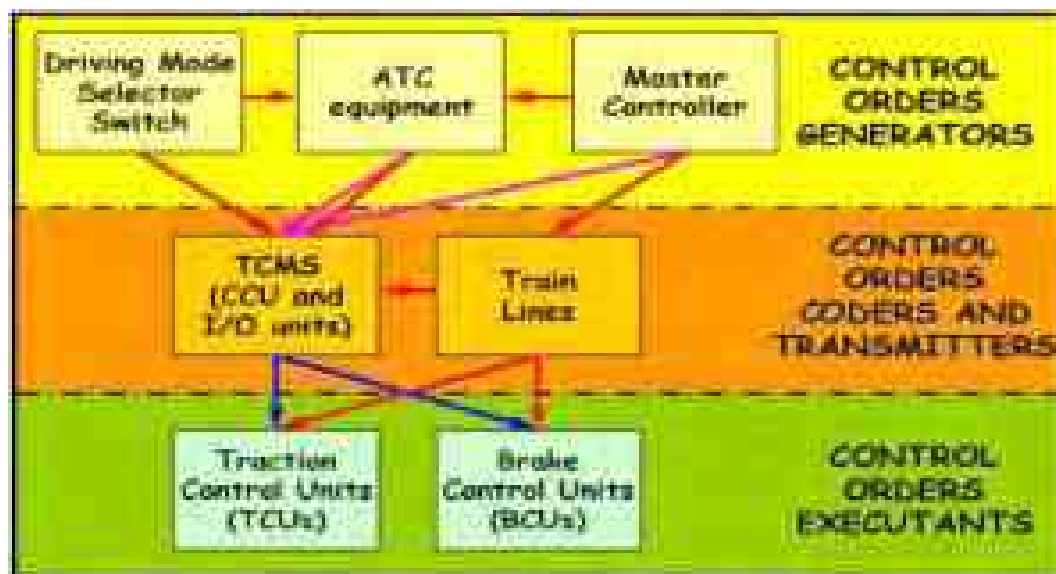 Driving Mode
Selector
Switch
ATC
equipment
Master
Controller
CONTROL
ORDERS
GENERATORS
TCMS
(CCU and
I/O units)
Train
Lines
CONTROL
ORDERS
CODERS AND
TRANSMITTERS
Traction
Control Units
(TCUs)
Brake
Control Units
(BCUs)
CONTROL
ORDERS
EXECUTANTS